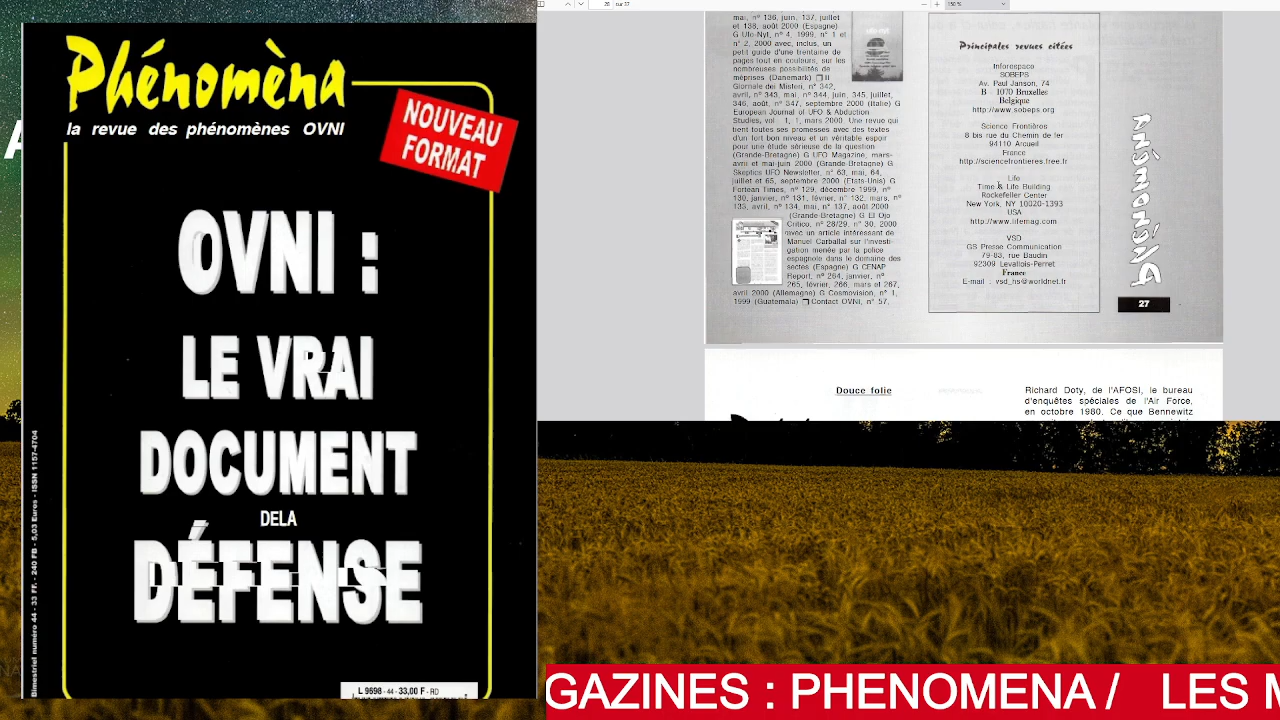 Phénomèna
la revue des phénomènes OVNI
NOUVEAU
FORMAT
OVNI :
LE VRAI
DOCUMENT
DELA
DÉFENSE
Bimestriel numéro 44 - 33 FF. - 240 FB - 5,03 Euros - ISSN 1157-4704
L 9698 - 44 - 33,00 F - RD
26 sur 37
150 %
mai, n° 136, juin. 137, juillet
et 138, août 2000 (Espagne)
G Ufo-Nyt, n° 4, 1999, n° 1 et
n° 2, 2000 avec, inclus, un
petit guide d'une trentaine de
pages tout en couleurs, sur les
nombreuses possibilités de
méprises (Danemark) ❒ Il
Giornale dei Misteri, n° 342,
avril, n° 343, mai, n° 344, juin, 345, juillet,
346, août, n° 347, septembre 2000 (Italie) G
European Journal of UFO & Abduction
Studies, vol. 1, 1, mars 2000. Une revue qui
tient toutes ses promesses avec des textes
d'un fort bon niveau et un véritable espoir
pour une étude sérieuse de la question
(Grande-Bretagne) G UFO Magazine, mars-
avril et mai-juin 2000 (Grande-Bretagne) G
Skeptics UFO Newsletter, n° 63, mai, 64,
juillet et 65, septembre 2000 (Etats-Unis) G
Fortean Times, n° 129, décembre 1999, n°
130, janvier, n° 131, février, n° 132, mars, n°
133, avril, n° 134, mai, n° 137, août 2000
(Grande-Bretagne) G El Ojo
Critico, n° 28/29, n° 30, 2000
avec un article intéressant de
Manuel Carballal sur l'investi-
gation menée par la police
espagnole dans le domaine des
sectes (Espagne) G CENAP
Report, n° 264, janvier, n°
265, février, 266, mars et 267,
avril 2000 (Allemagne) G Cosmovision, n° 1,
1999 (Guatemala) ❒ Contact OVNI, n° 57,
Principales revues citées
Inforespace
SOBEPS
Av. Paul Janson, 74
B - 1070 Bruxelles
Belgique
http://www.sobeps.org
Science Frontières
8 bis rue du Chemin de fer
94110 Arcueil
France
http://sciencefrontieres.free.fr
Life
Time & Life Building
Rockefeller Center
New York, NY 10020-1393
USA
http://www.lifemag.com
VSD
GS Presse Communication
79-83, rue Baudin
92309 Levallois-Perret
France
E-mail : vsd_hs@worldnet.fr
Phénomèna
27
Douce folie
Richard Doty, de l'AFOSI, le bureau
d'enquêtes spéciales de l'Air Force,
en octobre 1980. Ce que Bennewitz
GAZINES : PHENOMENA / LES M